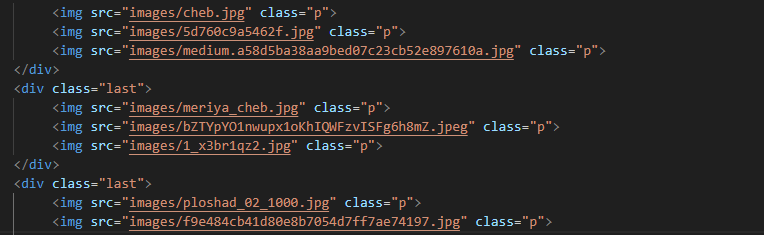 <img src="images/cheb.jpg" class="p">
<img src="images/5d760c9a5462f.jpg" class="p">
<img src="images/medium.a58d5ba38aa9bed07c23cb52e897610a.jpg" class="p">
</div>
<div class="last">
<img src="images/meriya_cheb.jpg" class="p">
<img src="images/bZTYpYO1nwupx1oKhIQWFzvISFg6h8mZ.jpeg" class="p">
<img src="images/1_x3br1qz2.jpg" class="p">
</div>
<div class="last">
<img src="images/ploshad_02_1000.jpg" class="p">
<img src="images/f9e484cb41d80e8b7054d7ff7ae74197.jpg" class="p">